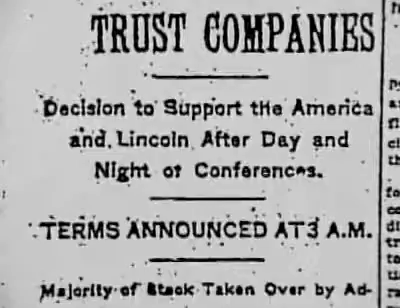 TRUST COMPANIES
Decision to Support the America
and Lincoln After Day and
Night of Conferences.
TERMS ANNOUNCED AT 3 A.M.
Majority of Stock Taken Over by Ad-